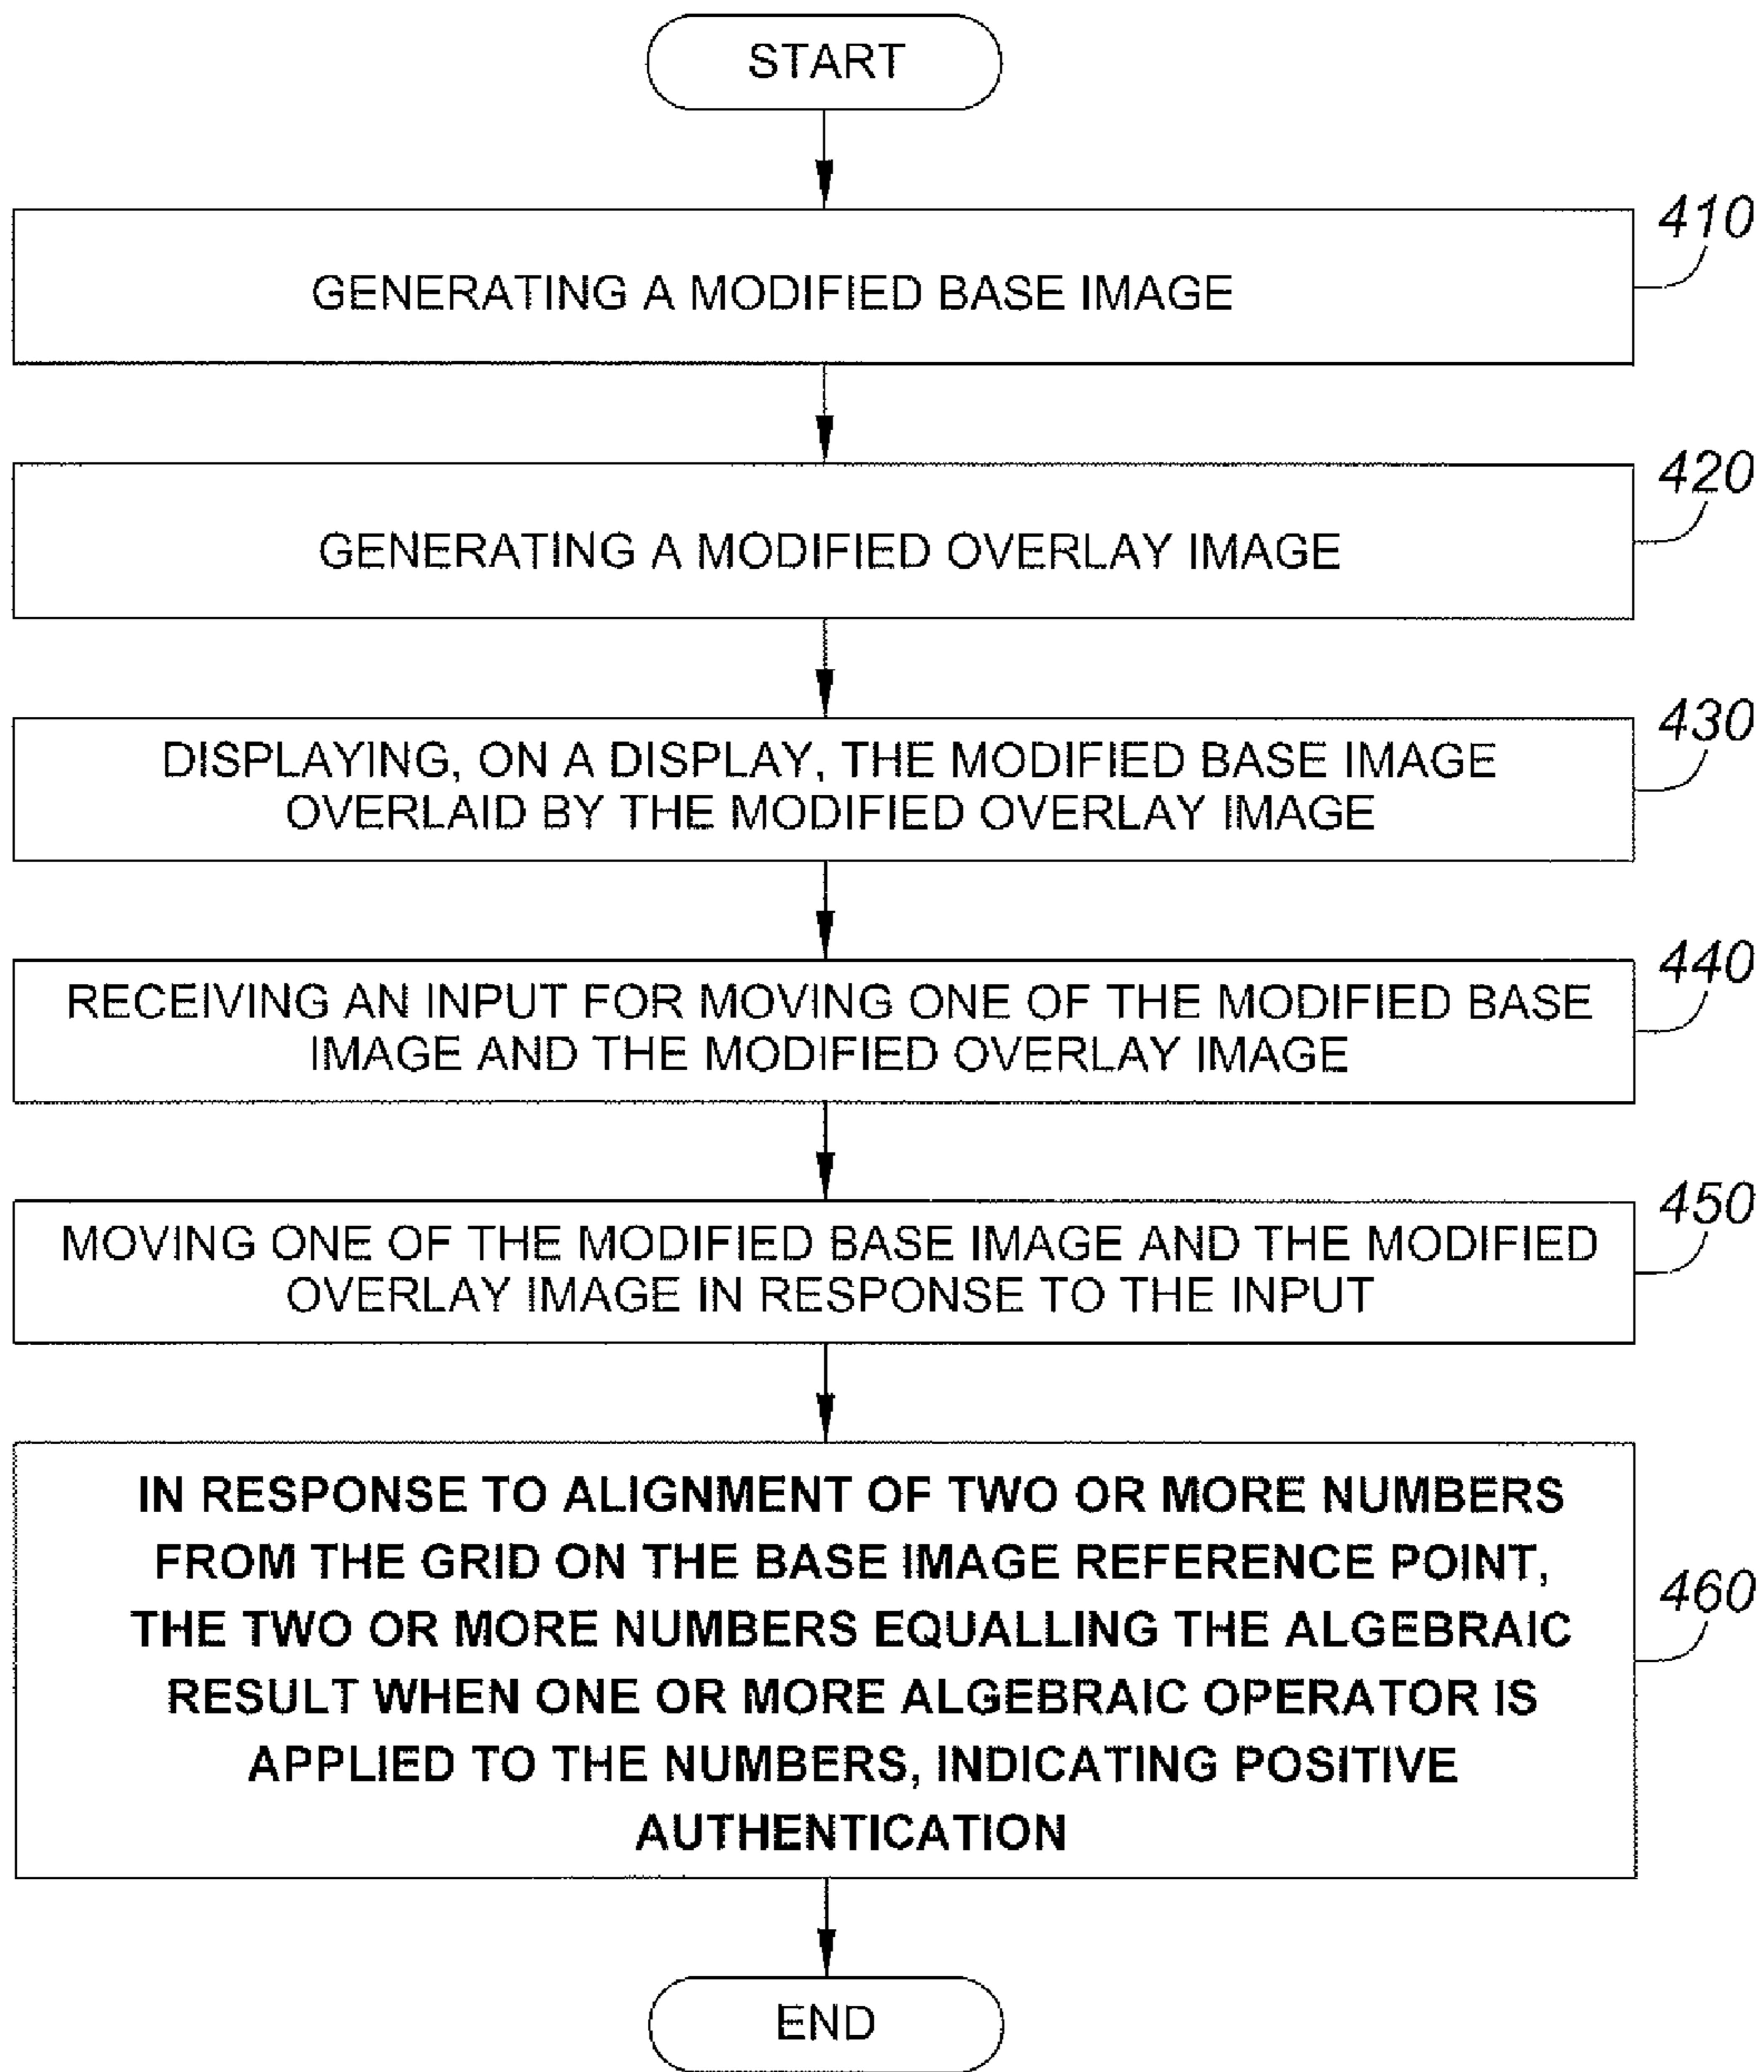 START
410
GENERATING A MODIFIED BASE IMAGE
420
GENERATING A MODIFIED OVERLAY IMAGE
430
DISPLAYING, ON A DISPLAY, THE MODIFIED BASE IMAGE
OVERLAID BY THE MODIFIED OVERLAY IMAGE
440
RECEIVING AN INPUT FOR MOVING ONE OF THE MODIFIED BASE
IMAGE AND THE MODIFIED OVERLAY IMAGE
450
MOVING ONE OF THE MODIFIED BASE IMAGE AND THE MODIFIED
OVERLAY IMAGE IN RESPONSE TO THE INPUT
IN RESPONSE TO ALIGNMENT OF TWO OR MORE NUMBERS
FROM THE GRID ON THE BASE IMAGE REFERENCE POINT,
460
THE TWO OR MORE NUMBERS EQUALLING THE ALGEBRAIC
RESULT WHEN ONE OR MORE ALGEBRAIC OPERATOR IS
APPLIED TO THE NUMBERS, INDICATING POSITIVE
AUTHENTICATION
END